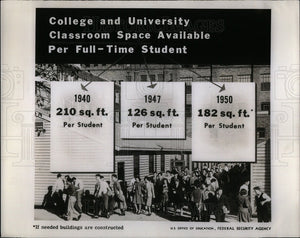 College and University
Classroom Space Available
Per Full-Time Student
1940
210 sq. ft.
Per Student
1947
126 sq. ft.
Per Student
1950
182 sq. ft.*
Per Student
*If needed buildings are constructed
U.S. OFFICE OF EDUCATION, FEDERAL SECURITY AGENCY